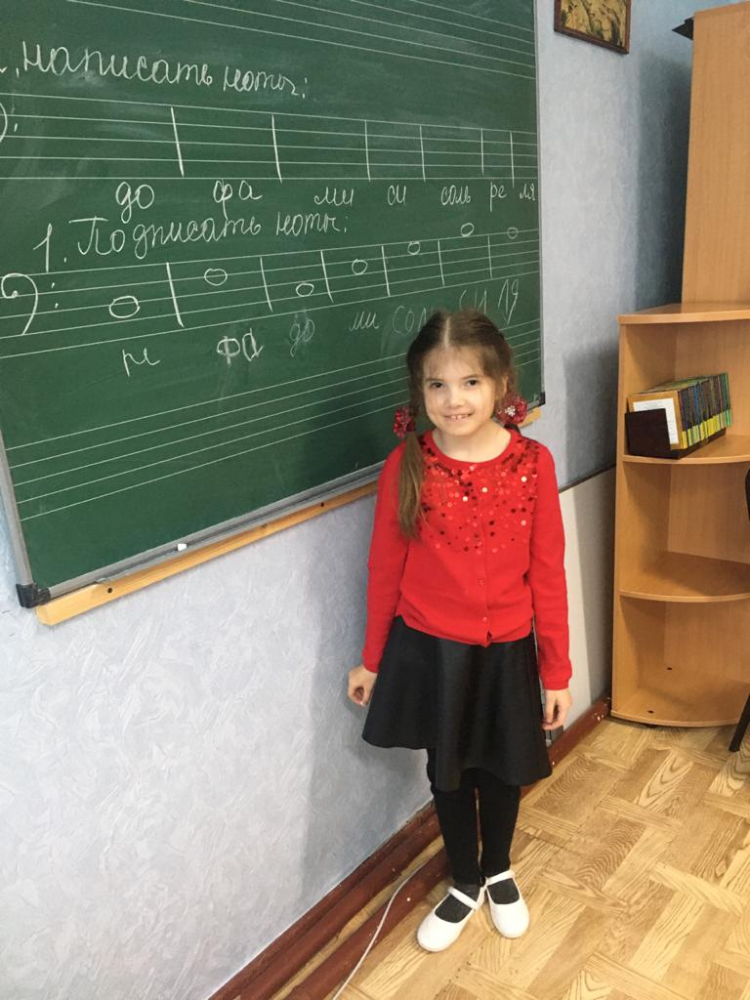 написать ноты:
до фа ми си соль ре ля
1. Подписать ноты:
ре фа до ми соль си ля